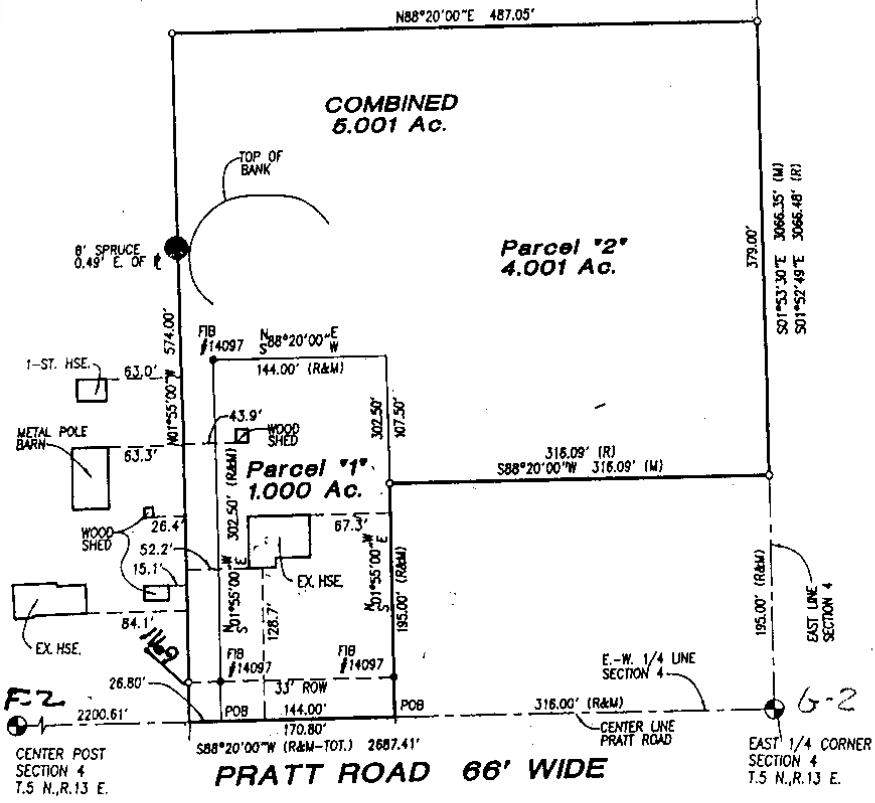 N88°20'00"E 487.05'
COMBINED
5.001 Ac.
TOP OF
BANK
8" SPRUCE
0.49' E. OF ℄
Parcel "2"
4.001 Ac.
379.00'
S01°53'30"E 3066.35' (M)
S01°52'49"E 3066.48' (R)
574.00'
N01°55'00"W
FIB
#14097
N
S88°20'00"E
W
144.00' (R&M)
1-ST. HSE.
63.0'
43.9'
WOOD
SHED
302.50'
107.50'
METAL POLE
BARN
63.3'
Parcel "1"
1.000 Ac.
302.50' (R&M)
316.09' (R)
S88°20'00"W 316.09' (M)
WOOD
SHED
26.4'
67.3'
52.2'
15.1'
EX. HSE.
N
S01°55'00"W
E
128.7'
N
S01°55'00"W
E
195.00' (R&M)
195.00' (R&M)
EAST LINE
SECTION 4
84.1'
EX. HSE.
FIB
#14097
FIB
#14097
33' ROW
E.-W. 1/4 LINE
SECTION 4
26.80'
F-2
2200.61'
POB
144.00'
POB
316.00' (R&M)
G-2
170.80'
CENTER LINE
PRATT ROAD
S88°20'00"W (R&M-TOT.) 2687.41'
CENTER POST
SECTION 4
T.5 N.,R.13 E.
PRATT ROAD 66' WIDE
EAST 1/4 CORNER
SECTION 4
T.5 N.,R.13 E.